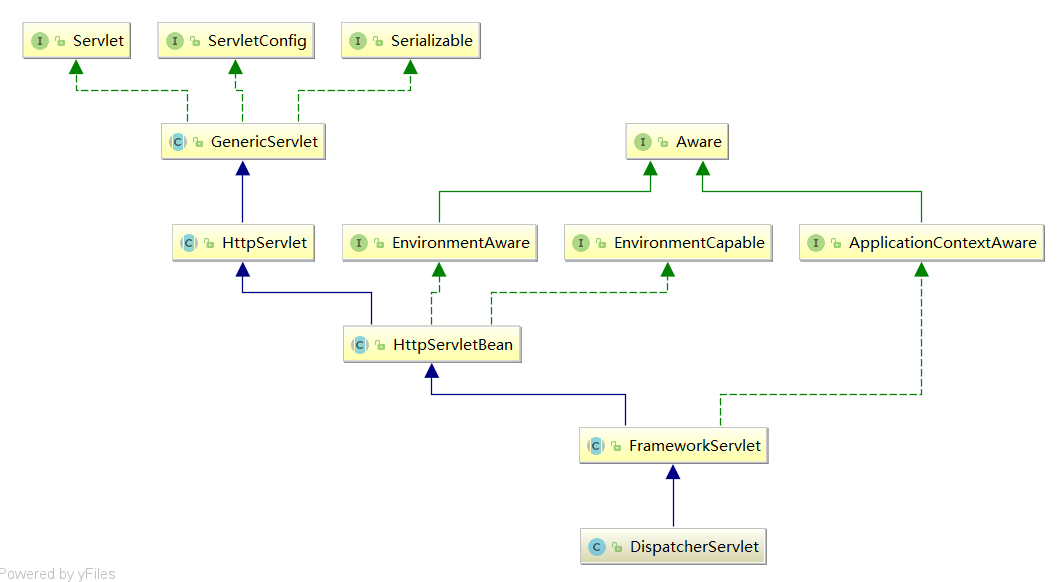 I Servlet
I ServletConfig
I Serializable
C GenericServlet
I Aware
C HttpServlet
I EnvironmentAware
I EnvironmentCapable
I ApplicationContextAware
C HttpServletBean
C FrameworkServlet
C DispatcherServlet
Powered by yFiles